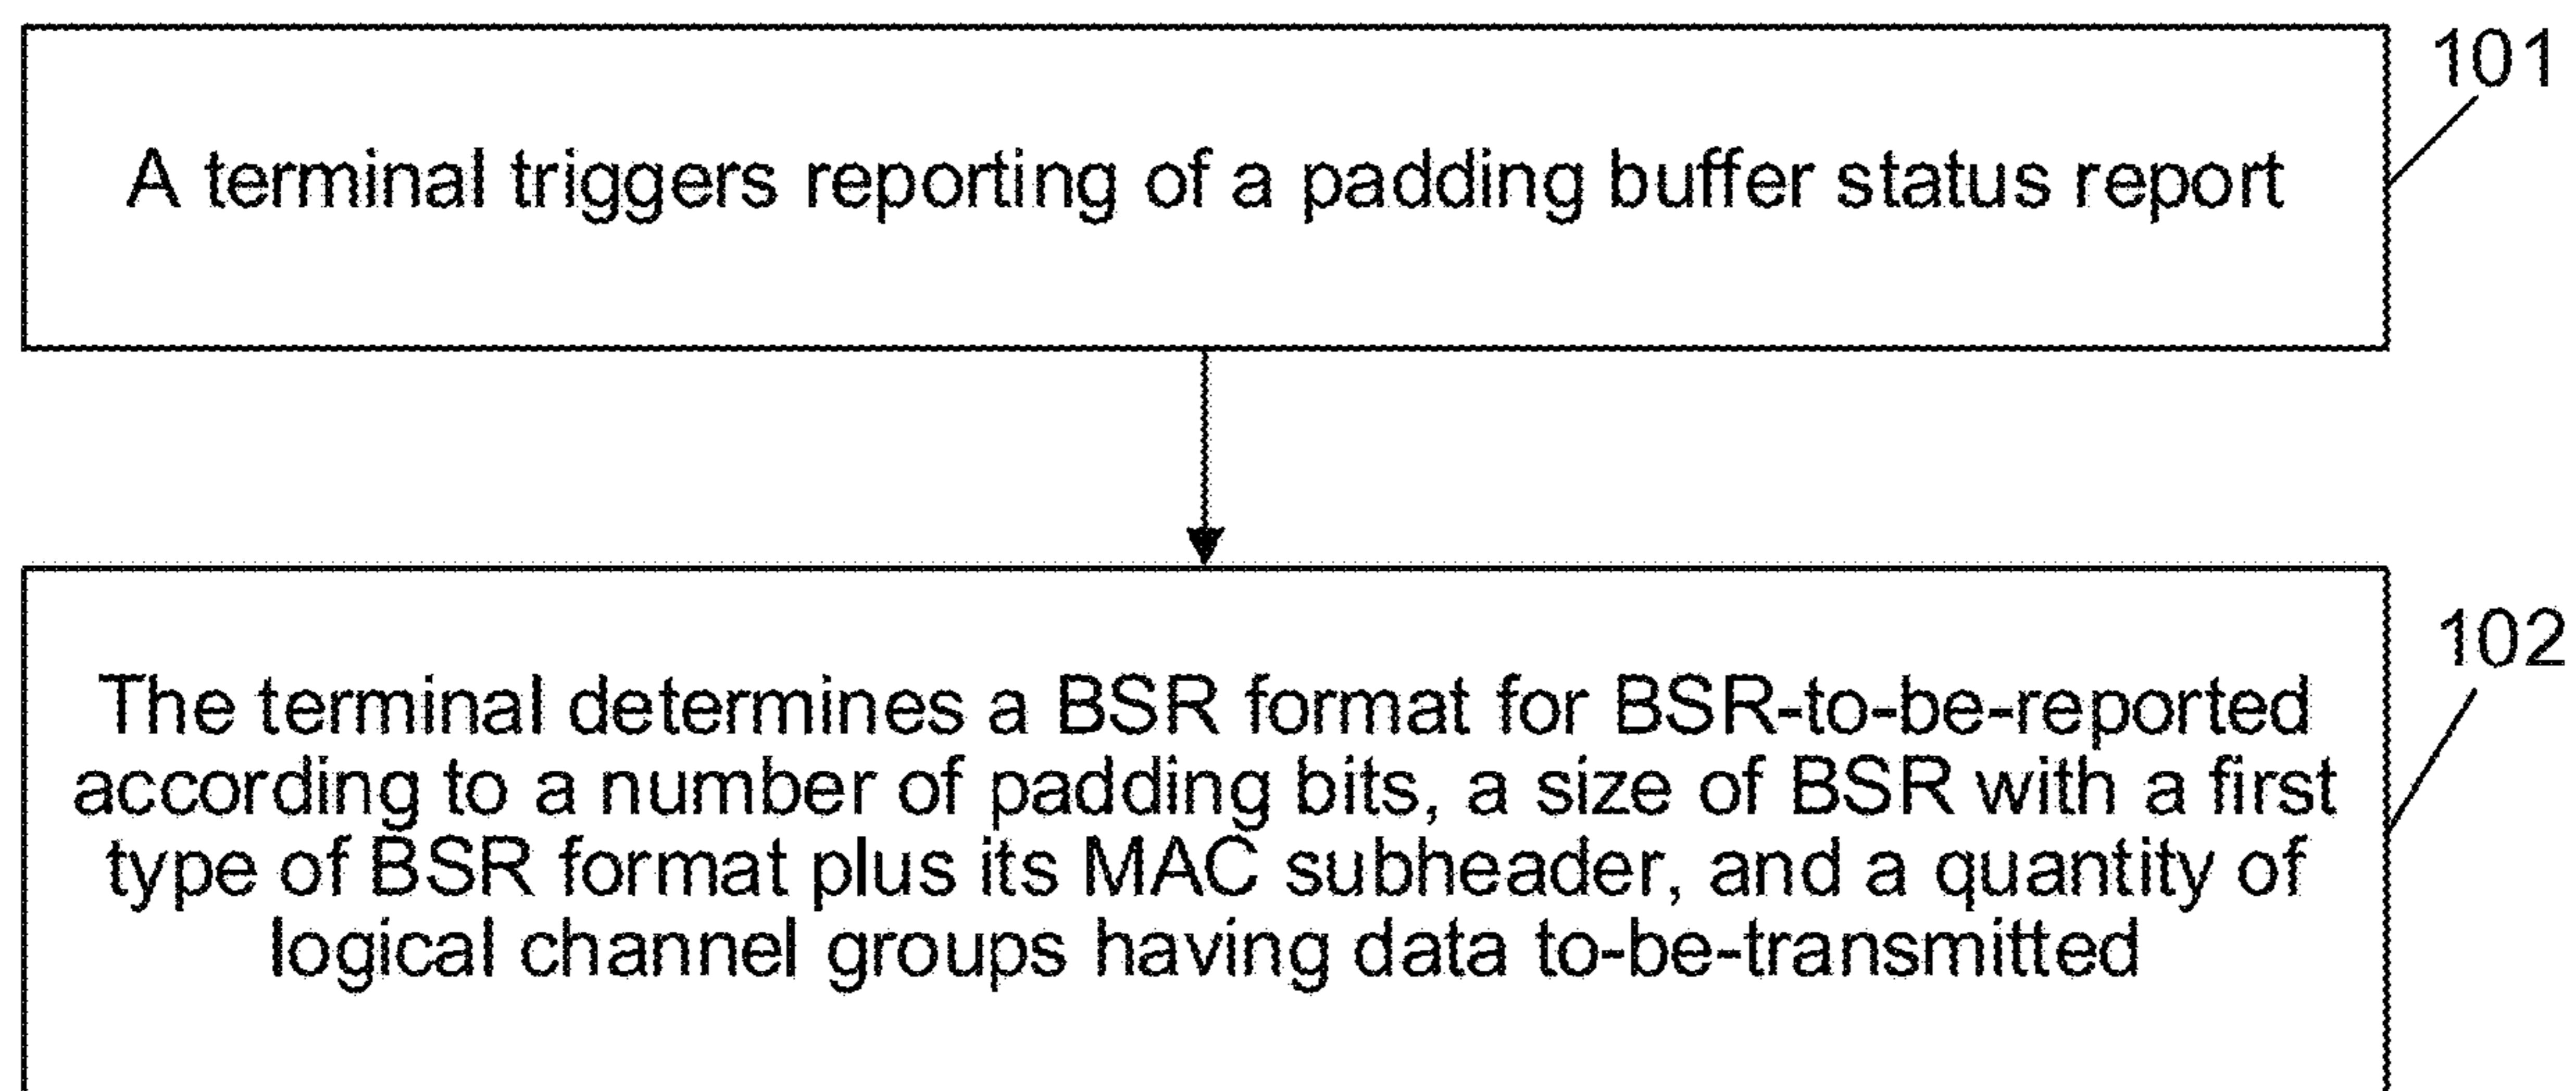 101
A terminal triggers reporting of a padding buffer status report
102
The terminal determines a BSR format for BSR-to-be-reported
according to a number of padding bits, a size of BSR with a first
type of BSR format plus its MAC subheader, and a quantity of
logical channel groups having data to-be-transmitted